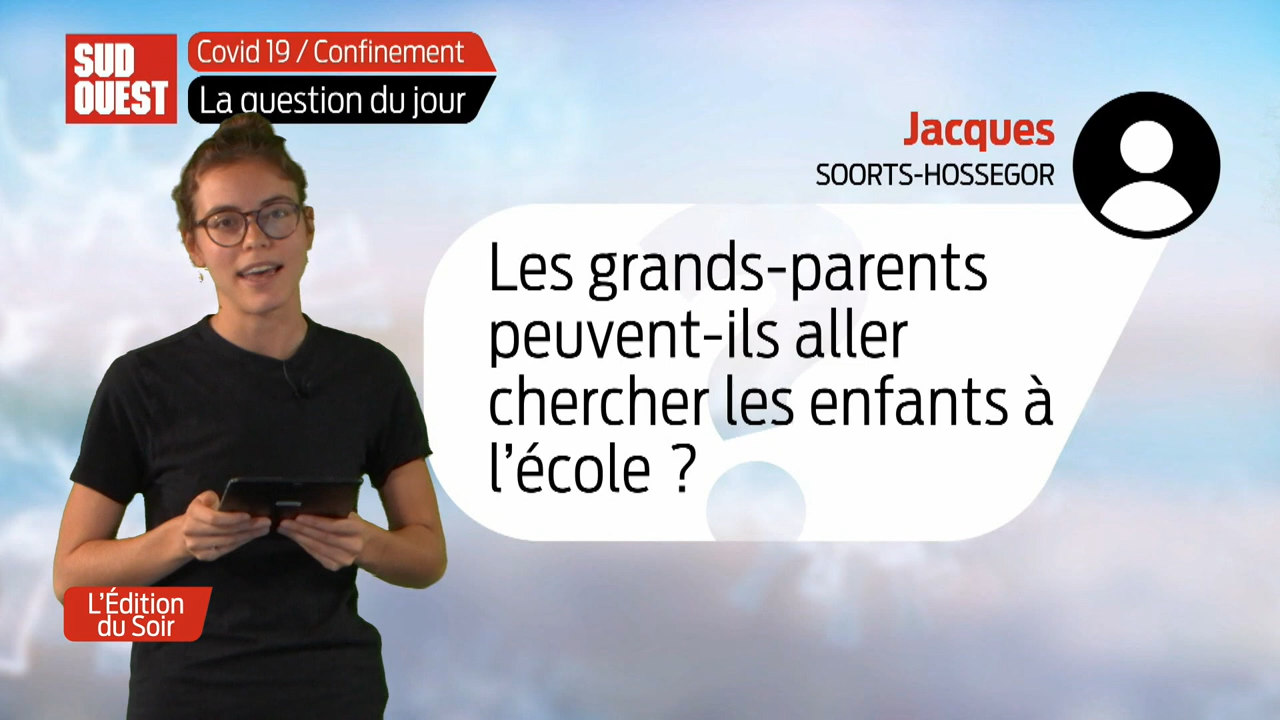 SUD
OUEST
Covid 19 / Confinement
La question du jour
Jacques
SOORTS-HOSSEGOR
Les grands-parents
peuvent-ils aller
chercher les enfants à
l'école ?
L'Édition
du Soir